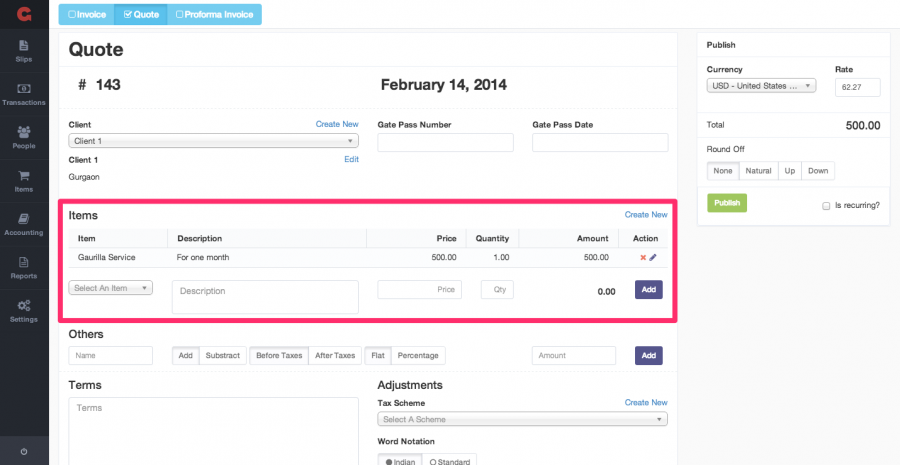 Invoice Quote Proforma Invoice
Slips
Transactions
People
Items
Accounting
Reports
Settings
Quote
# 143 February 14, 2014
Client Create New Gate Pass Number Gate Pass Date
Client 1
Client 1 Edit
Gurgaon
Items Create New
Item Description Price Quantity Amount Action
Gaurilla Service For one month 500.00 1.00 500.00
Select An Item Description Price Qty 0.00 Add
Others
Name Add Substract Before Taxes After Taxes Flat Percentage Amount Add
Terms Adjustments
Terms
Tax Scheme Create New
Select A Scheme
Word Notation
Indian Standard
Publish
Currency Rate
USD - United States ... 62.27
Total 500.00
Round Off
None Natural Up Down
Publish Is recurring?